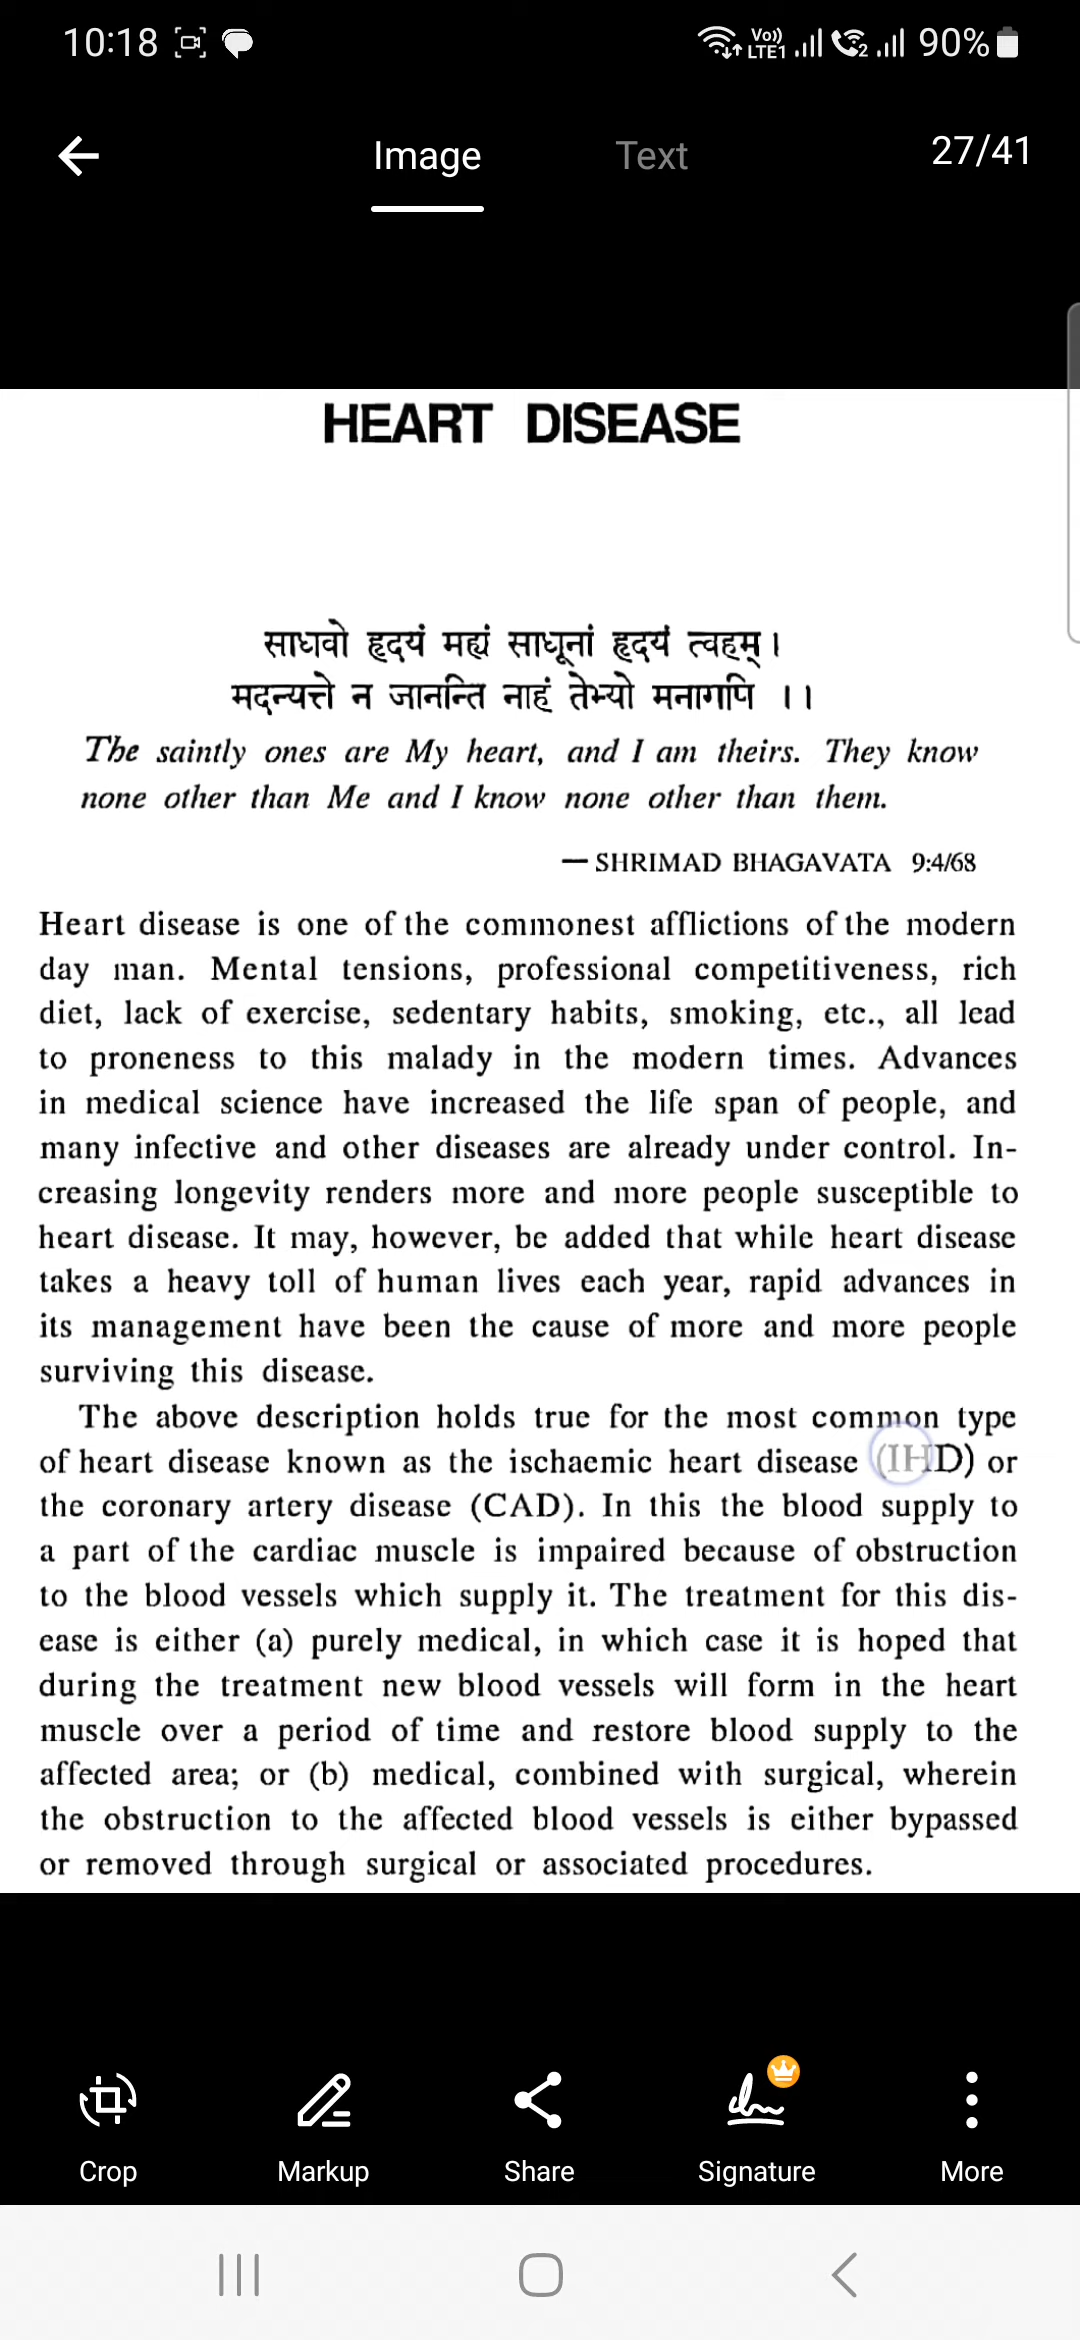 10:18
Vo)) LTE1 2 90%
Image Text 27/41
HEART DISEASE
साधवो हृदयं मह्यं साधूनां हृदयं त्वहम् ।
मदन्यत्ते न जानन्ति नाहं तेभ्यो मनागपि ।।
The saintly ones are My heart, and I am theirs. They know
none other than Me and I know none other than them.
— SHRIMAD BHAGAVATA 9:4/68
Heart disease is one of the commonest afflictions of the modern
day man. Mental tensions, professional competitiveness, rich
diet, lack of exercise, sedentary habits, smoking, etc., all lead
to proneness to this malady in the modern times. Advances
in medical science have increased the life span of people, and
many infective and other diseases are already under control. In-
creasing longevity renders more and more people susceptible to
heart disease. It may, however, be added that while heart disease
takes a heavy toll of human lives each year, rapid advances in
its management have been the cause of more and more people
surviving this disease.
The above description holds true for the most common type
of heart disease known as the ischaemic heart disease (IHD) or
the coronary artery disease (CAD). In this the blood supply to
a part of the cardiac muscle is impaired because of obstruction
to the blood vessels which supply it. The treatment for this dis-
ease is either (a) purely medical, in which case it is hoped that
during the treatment new blood vessels will form in the heart
muscle over a period of time and restore blood supply to the
affected area; or (b) medical, combined with surgical, wherein
the obstruction to the affected blood vessels is either bypassed
or removed through surgical or associated procedures.
Crop Markup Share Signature More